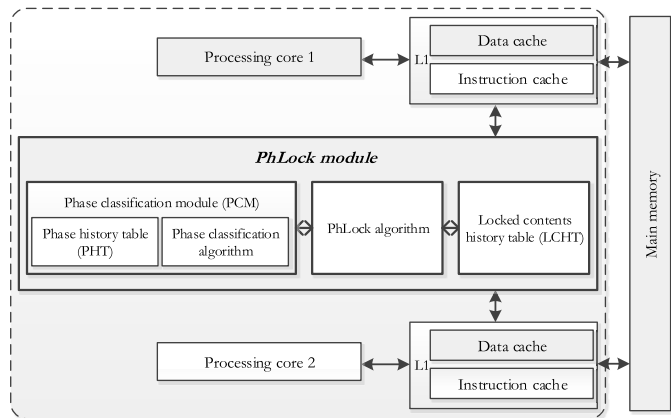 Processing core 1
L1
Data cache
Instruction cache
PhLock module
Phase classification module (PCM)
Phase history table
(PHT)
Phase classification
algorithm
PhLock algorithm
Locked contents
history table (LCHT)
Main memory
Processing core 2
L1
Data cache
Instruction cache